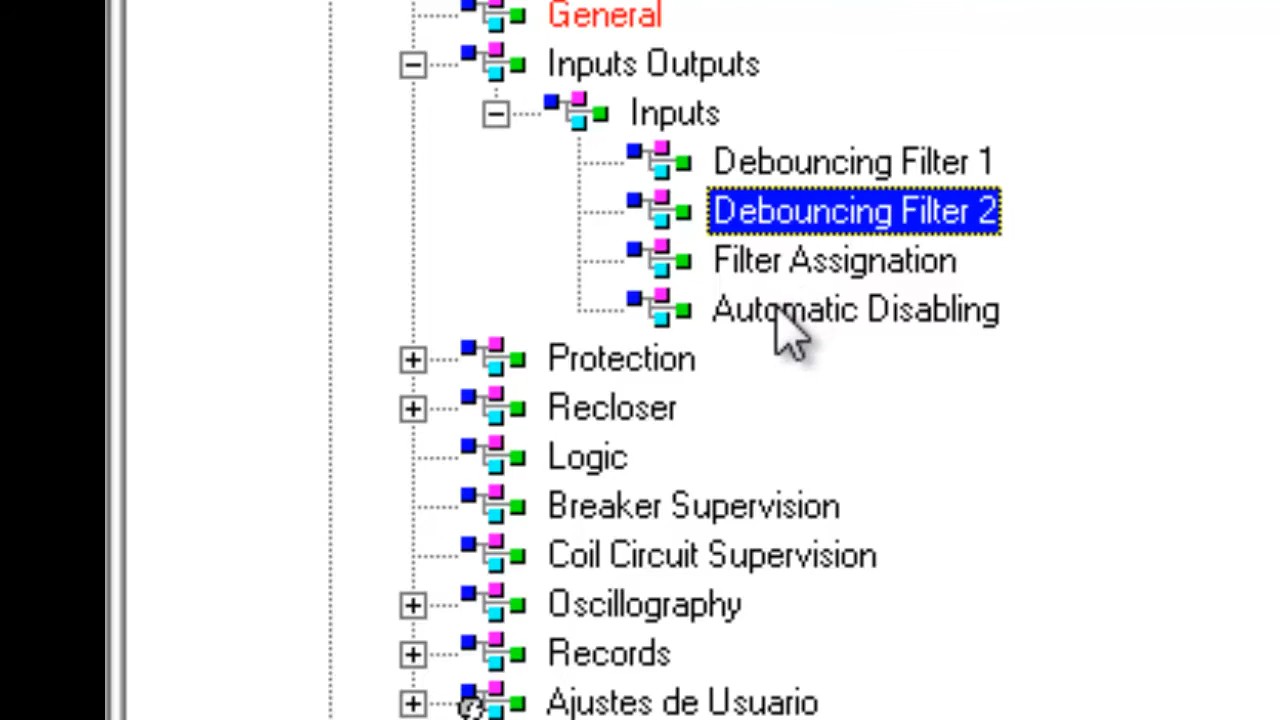 General
Inputs Outputs
Inputs
Debouncing Filter 1
Debouncing Filter 2
Filter Assignation
Automatic Disabling
Protection
Recloser
Logic
Breaker Supervision
Coil Circuit Supervision
Oscillography
Records
Ajustes de Usuario